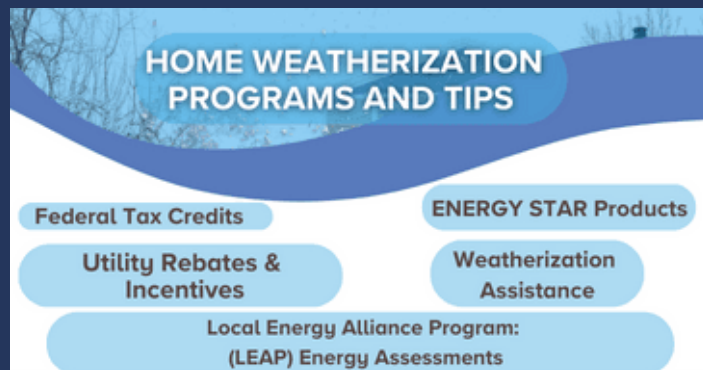 HOME WEATHERIZATION
PROGRAMS AND TIPS
Federal Tax Credits
ENERGY STAR Products
Utility Rebates &
Incentives
Weatherization
Assistance
Local Energy Alliance Program:
(LEAP) Energy Assessments